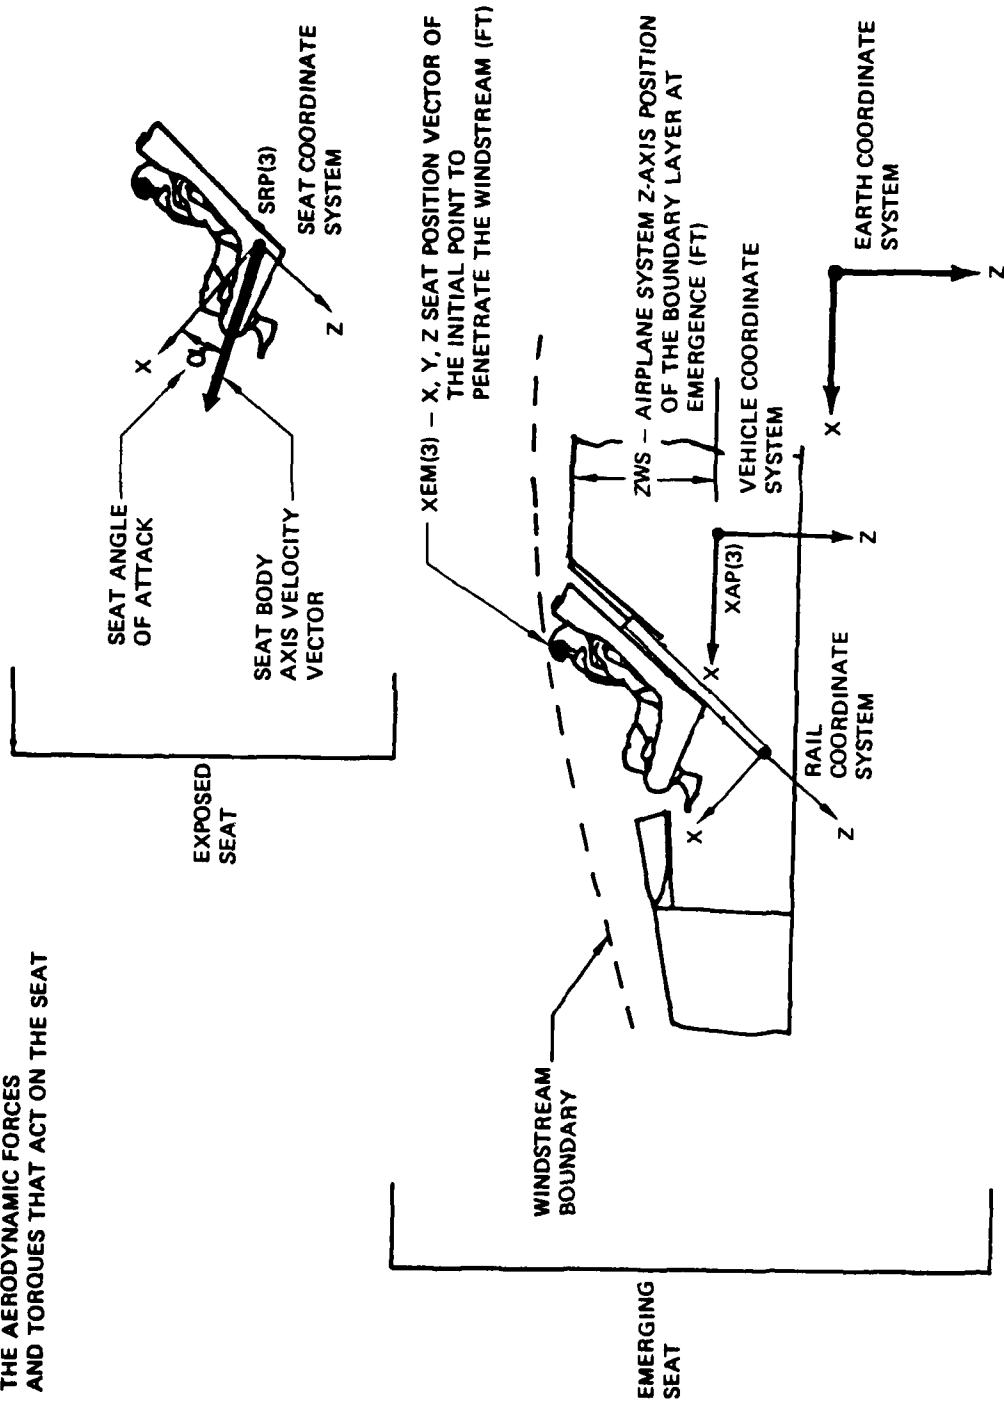 THE AERODYNAMIC FORCES
AND TORQUES THAT ACT ON THE SEAT
EXPOSED
SEAT
SEAT ANGLE
OF ATTACK
SEAT BODY
AXIS VELOCITY
VECTOR
X
α
Z
SRP(3)
SEAT COORDINATE
SYSTEM
EMERGING
SEAT
WINDSTREAM
BOUNDARY
XEM(3) – X, Y, Z SEAT POSITION VECTOR OF
THE INITIAL POINT TO
PENETRATE THE WINDSTREAM (FT)
ZWS – AIRPLANE SYSTEM Z-AXIS POSITION
OF THE BOUNDARY LAYER AT
EMERGENCE (FT)
X
XAP(3)
Z
VEHICLE COORDINATE
SYSTEM
X
Z
RAIL
COORDINATE
SYSTEM
X
Z
EARTH COORDINATE
SYSTEM